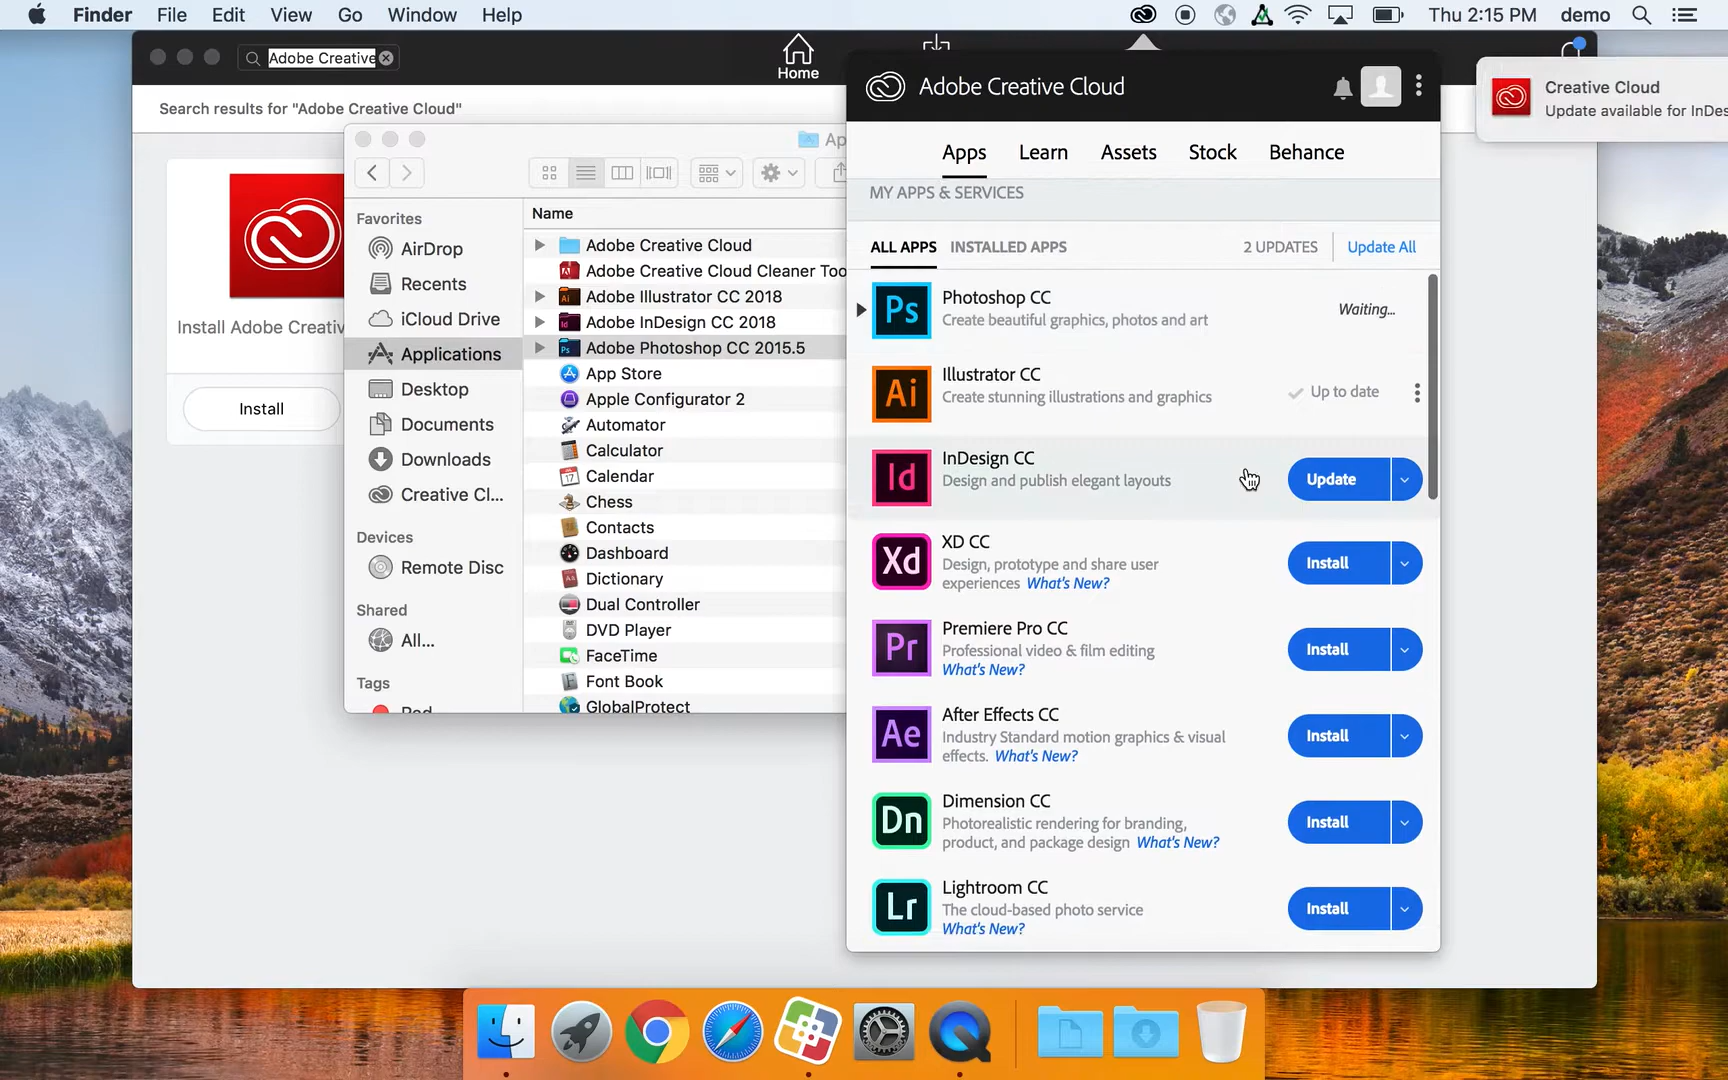 Finder File Edit View Go Window Help Thu 2:15 PM demo
Adobe Creative
Home
Search results for "Adobe Creative Cloud"
Install Adobe Creativ
Install
Ap
Favorites
AirDrop
Recents
iCloud Drive
Applications
Desktop
Documents
Downloads
Creative Cl...
Devices
Remote Disc
Shared
All...
Tags
Name
Adobe Creative Cloud
Adobe Creative Cloud Cleaner Too
Adobe Illustrator CC 2018
Adobe InDesign CC 2018
Adobe Photoshop CC 2015.5
App Store
Apple Configurator 2
Automator
Calculator
Calendar
Chess
Contacts
Dashboard
Dictionary
Dual Controller
DVD Player
FaceTime
Font Book
GlobalProtect
Adobe Creative Cloud
Apps Learn Assets Stock Behance
MY APPS & SERVICES
ALL APPS INSTALLED APPS 2 UPDATES Update All
Ps
Photoshop CC
Create beautiful graphics, photos and art
Waiting...
Ai
Illustrator CC
Create stunning illustrations and graphics
Up to date
Id
InDesign CC
Design and publish elegant layouts
Update
Xd
XD CC
Design, prototype and share user
experiences What's New?
Install
Pr
Premiere Pro CC
Professional video & film editing
What's New?
Install
Ae
After Effects CC
Industry Standard motion graphics & visual
effects. What's New?
Install
Dn
Dimension CC
Photorealistic rendering for branding,
product, and package design What's New?
Install
Lr
Lightroom CC
The cloud-based photo service
What's New?
Install
Creative Cloud
Update available for InDes